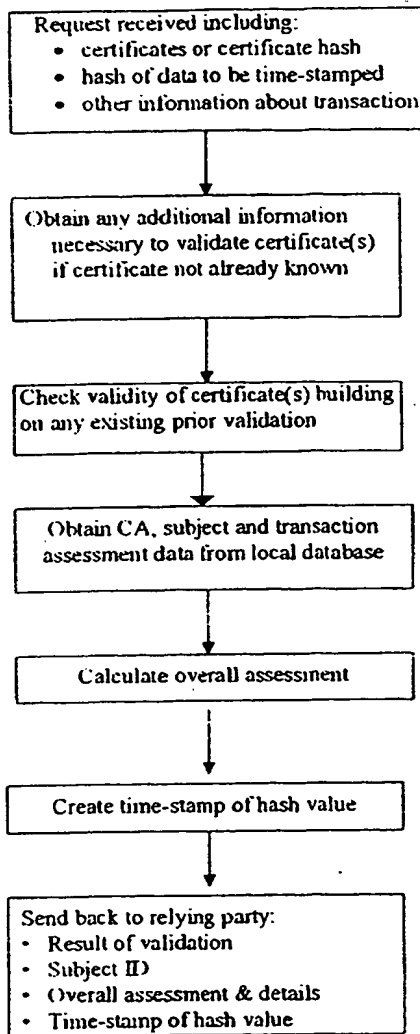 Request received including:
• certificates or certificate hash
• hash of data to be time-stamped
• other information about transaction
Obtain any additional information
necessary to validate certificate(s)
if certificate not already known
Check validity of certificate(s) building
on any existing prior validation
Obtain CA, subject and transaction
assessment data from local database
Calculate overall assessment
Create time-stamp of hash value
Send back to relying party:
• Result of validation
• Subject ID
• Overall assessment & details
• Time-stamp of hash value